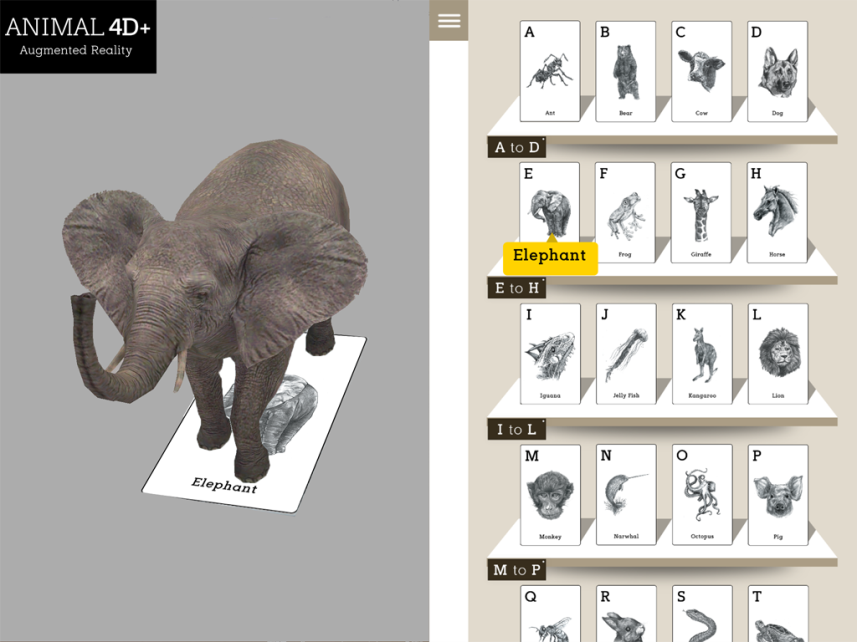 ANIMAL 4D+
Augmented Reality
Elephant
A
B
C
D
Ant
Bear
Cow
Dog
A to D
E
F
G
H
Elephant
Frog
Giraffe
Horse
E to H
I
J
K
L
Iguana
Jelly Fish
Kangaroo
Lion
I to L
M
N
O
P
Monkey
Narwhal
Octopus
Pig
M to P
Q
R
S
T